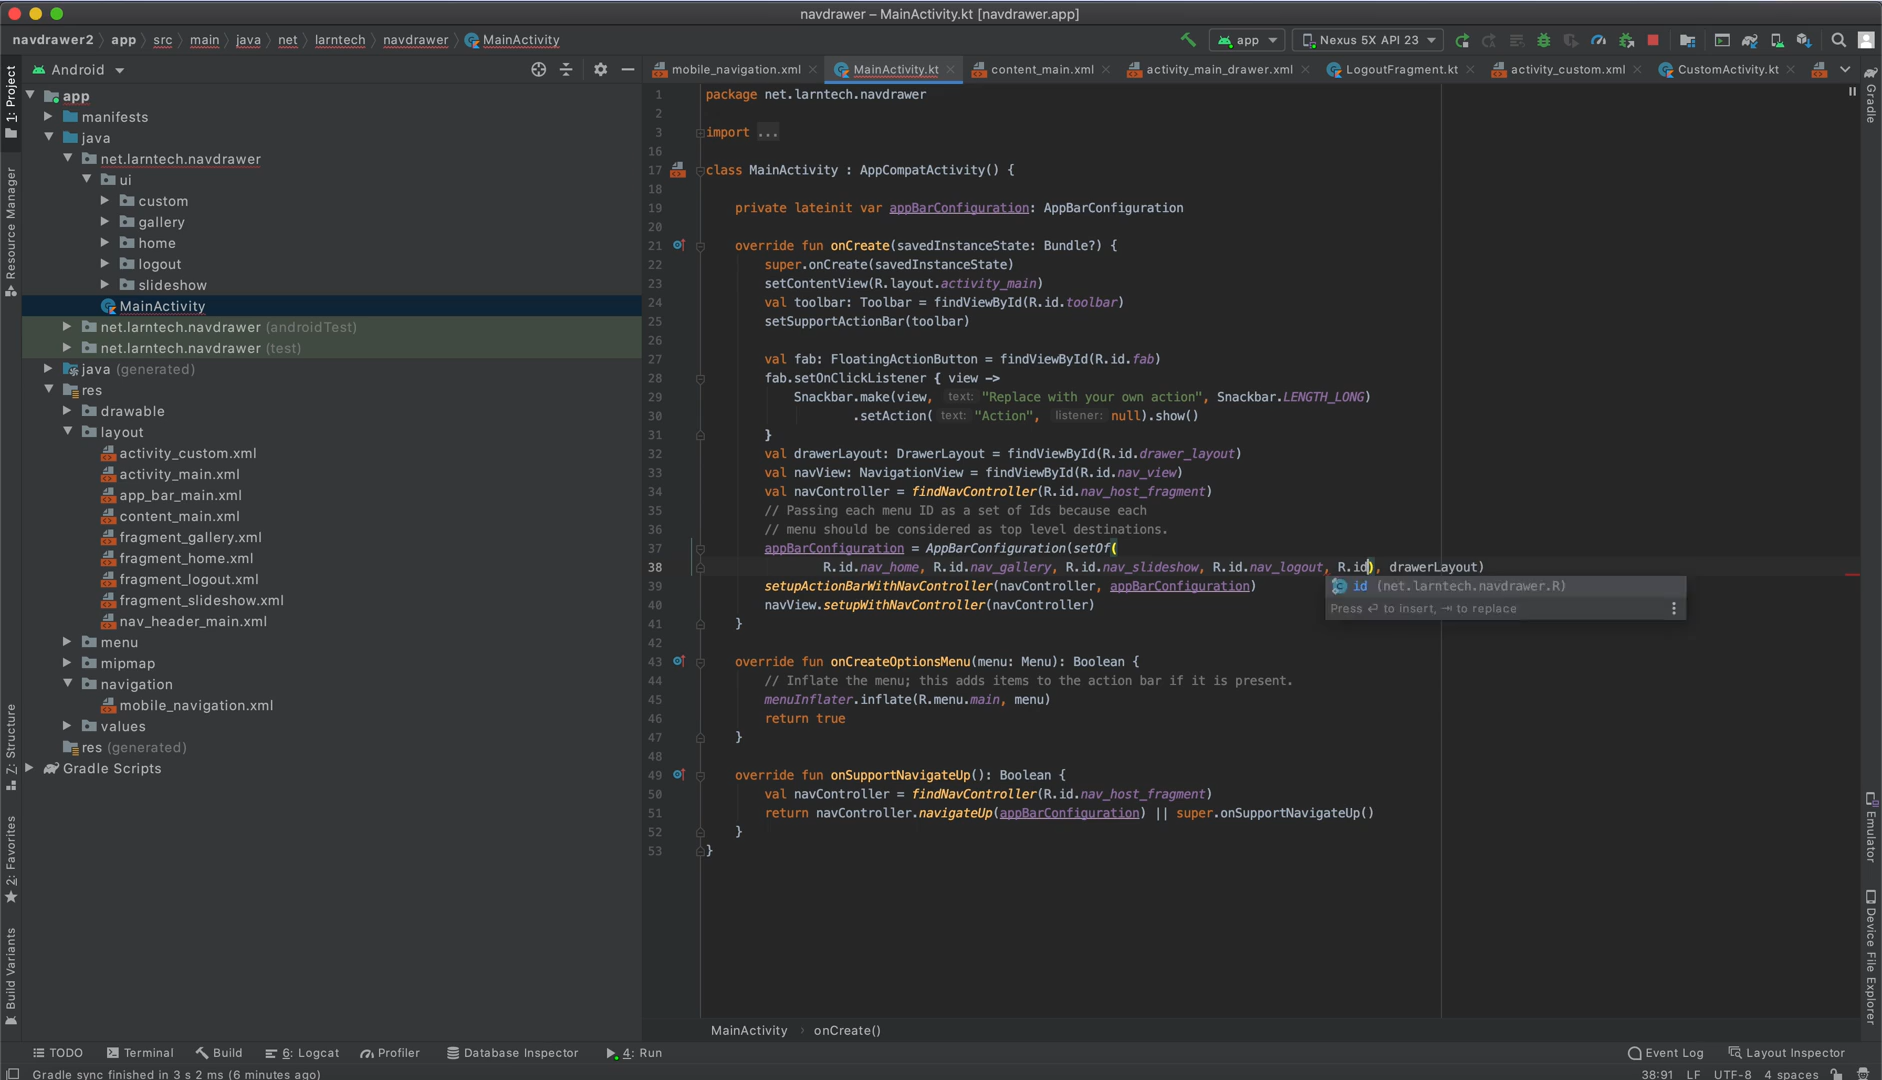 navdrawer – MainActivity.kt [navdrawer.app]
navdrawer2 app src main java net larntech navdrawer MainActivity
app Nexus 5X API 23
Android
mobile_navigation.xml MainActivity.kt content_main.xml activity_main_drawer.xml LogoutFragment.kt activity_custom.xml CustomActivity.kt
1: Project
Resource Manager
Z: Structure
2: Favorites
Build Variants
app
manifests
java
net.larntech.navdrawer
ui
custom
gallery
home
logout
slideshow
MainActivity
net.larntech.navdrawer (androidTest)
net.larntech.navdrawer (test)
java (generated)
res
drawable
layout
activity_custom.xml
activity_main.xml
app_bar_main.xml
content_main.xml
fragment_gallery.xml
fragment_home.xml
fragment_logout.xml
fragment_slideshow.xml
nav_header_main.xml
menu
mipmap
navigation
mobile_navigation.xml
values
res (generated)
Gradle Scripts
1 package net.larntech.navdrawer
2
3 import ...
16
17 class MainActivity : AppCompatActivity() {
18
19 private lateinit var appBarConfiguration: AppBarConfiguration
20
21 override fun onCreate(savedInstanceState: Bundle?) {
22 super.onCreate(savedInstanceState)
23 setContentView(R.layout.activity_main)
24 val toolbar: Toolbar = findViewById(R.id.toolbar)
25 setSupportActionBar(toolbar)
26
27 val fab: FloatingActionButton = findViewById(R.id.fab)
28 fab.setOnClickListener { view ->
29 Snackbar.make(view, text: "Replace with your own action", Snackbar.LENGTH_LONG)
30 .setAction( text: "Action", listener: null).show()
31 }
32 val drawerLayout: DrawerLayout = findViewById(R.id.drawer_layout)
33 val navView: NavigationView = findViewById(R.id.nav_view)
34 val navController = findNavController(R.id.nav_host_fragment)
35 // Passing each menu ID as a set of Ids because each
36 // menu should be considered as top level destinations.
37 appBarConfiguration = AppBarConfiguration(setOf(
38 R.id.nav_home, R.id.nav_gallery, R.id.nav_slideshow, R.id.nav_logout, R.id), drawerLayout)
39 setupActionBarWithNavController(navController, appBarConfiguration)
40 navView.setupWithNavController(navController)
41 }
42
43 override fun onCreateOptionsMenu(menu: Menu): Boolean {
44 // Inflate the menu; this adds items to the action bar if it is present.
45 menuInflater.inflate(R.menu.main, menu)
46 return true
47 }
48
49 override fun onSupportNavigateUp(): Boolean {
50 val navController = findNavController(R.id.nav_host_fragment)
51 return navController.navigateUp(appBarConfiguration) || super.onSupportNavigateUp()
52 }
53 }
id (net.larntech.navdrawer.R)
Press ↩ to insert, ⇥ to replace
Gradle
Emulator
Device File Explorer
MainActivity › onCreate()
TODO Terminal Build 6: Logcat Profiler Database Inspector 4: Run Event Log Layout Inspector
Gradle sync finished in 3 s 2 ms (6 minutes ago) 38:91 LF UTF-8 4 spaces